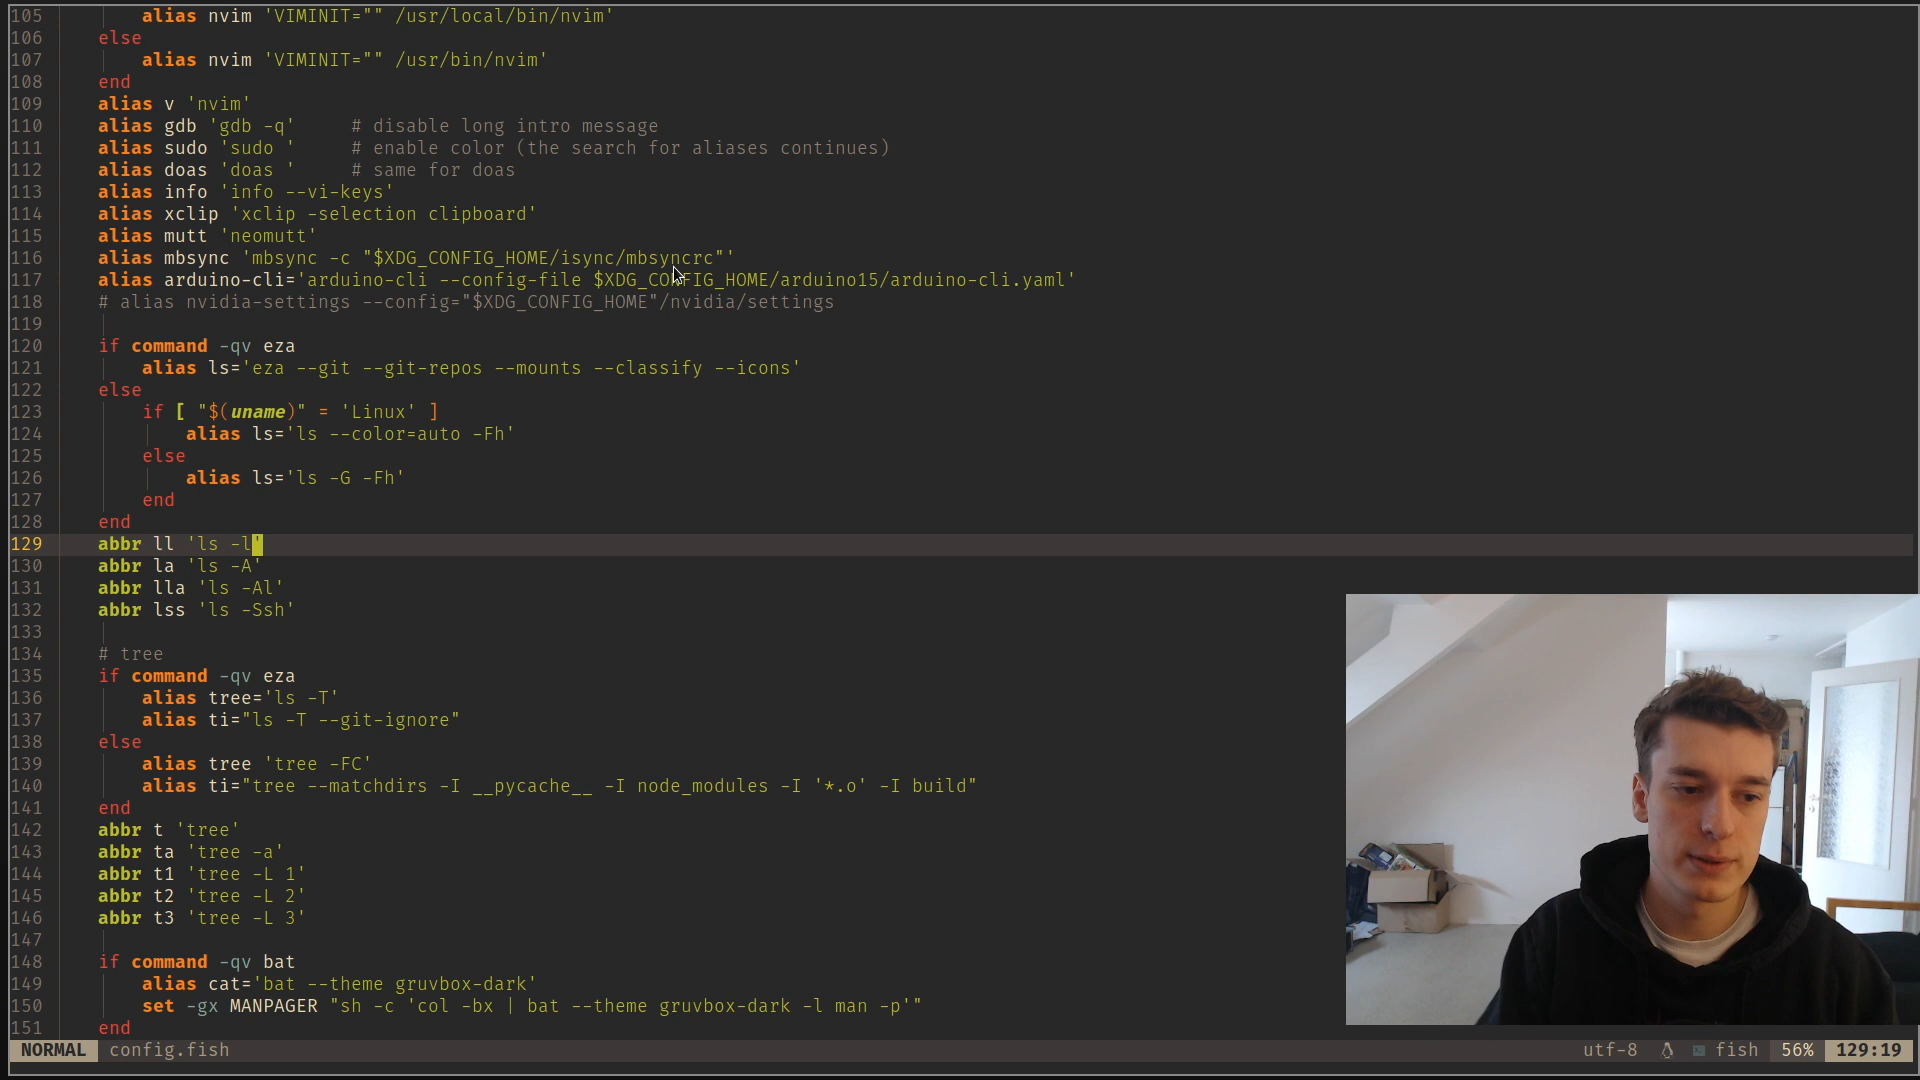 105 alias nvim 'VIMINIT="" /usr/local/bin/nvim'
106 else
107 alias nvim 'VIMINIT="" /usr/bin/nvim'
108 end
109 alias v 'nvim'
110 alias gdb 'gdb -q' # disable long intro message
111 alias sudo 'sudo ' # enable color (the search for aliases continues)
112 alias doas 'doas ' # same for doas
113 alias info 'info --vi-keys'
114 alias xclip 'xclip -selection clipboard'
115 alias mutt 'neomutt'
116 alias mbsync 'mbsync -c "$XDG_CONFIG_HOME/isync/mbsyncrc"'
117 alias arduino-cli='arduino-cli --config-file $XDG_CONFIG_HOME/arduino15/arduino-cli.yaml'
118 # alias nvidia-settings --config="$XDG_CONFIG_HOME"/nvidia/settings
119
120 if command -qv eza
121 alias ls='eza --git --git-repos --mounts --classify --icons'
122 else
123 if [ "$(uname)" = 'Linux' ]
124 alias ls='ls --color=auto -Fh'
125 else
126 alias ls='ls -G -Fh'
127 end
128 end
129 abbr ll 'ls -l'
130 abbr la 'ls -A'
131 abbr lla 'ls -Al'
132 abbr lss 'ls -Ssh'
133
134 # tree
135 if command -qv eza
136 alias tree='ls -T'
137 alias ti="ls -T --git-ignore"
138 else
139 alias tree 'tree -FC'
140 alias ti="tree --matchdirs -I __pycache__ -I node_modules -I '*.o' -I build"
141 end
142 abbr t 'tree'
143 abbr ta 'tree -a'
144 abbr t1 'tree -L 1'
145 abbr t2 'tree -L 2'
146 abbr t3 'tree -L 3'
147
148 if command -qv bat
149 alias cat='bat --theme gruvbox-dark'
150 set -gx MANPAGER "sh -c 'col -bx | bat --theme gruvbox-dark -l man -p'"
151 end
NORMAL config.fish utf-8 fish 56% 129:19